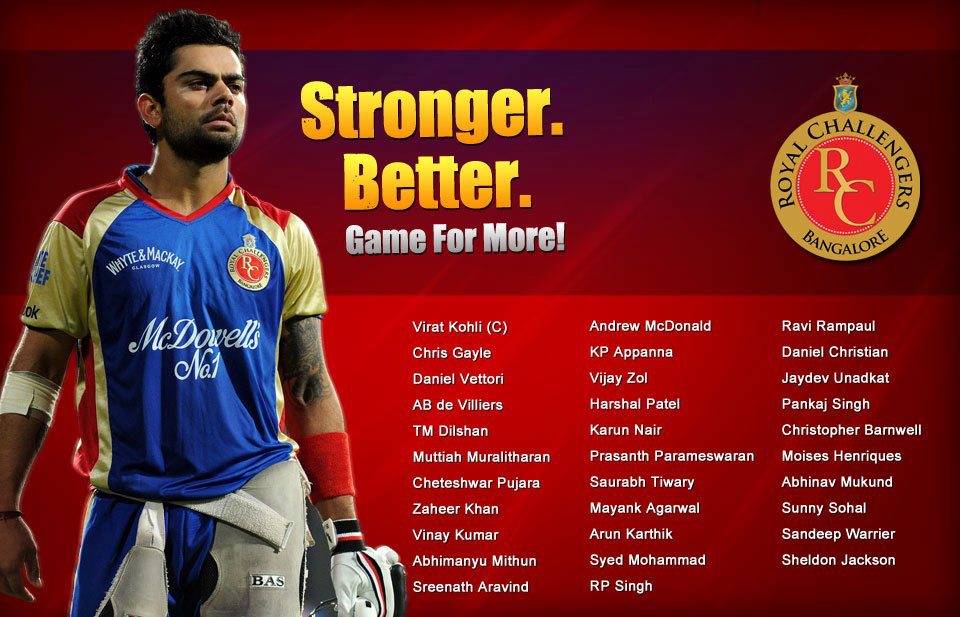 Stronger.
Better.
Game For More!
ROYAL CHALLENGERS
RC
BANGALORE
WHYTE & MACKAY
GLASGOW
ROYAL CHALLENGERS
RC
BANGALORE
McDowell's
No.1
BAS
Virat Kohli (C)
Chris Gayle
Daniel Vettori
AB de Villiers
TM Dilshan
Muttiah Muralitharan
Cheteshwar Pujara
Zaheer Khan
Vinay Kumar
Abhimanyu Mithun
Sreenath Aravind
Andrew McDonald
KP Appanna
Vijay Zol
Harshal Patel
Karun Nair
Prasanth Parameswaran
Saurabh Tiwary
Mayank Agarwal
Arun Karthik
Syed Mohammad
RP Singh
Ravi Rampaul
Daniel Christian
Jaydev Unadkat
Pankaj Singh
Christopher Barnwell
Moises Henriques
Abhinav Mukund
Sunny Sohal
Sandeep Warrier
Sheldon Jackson